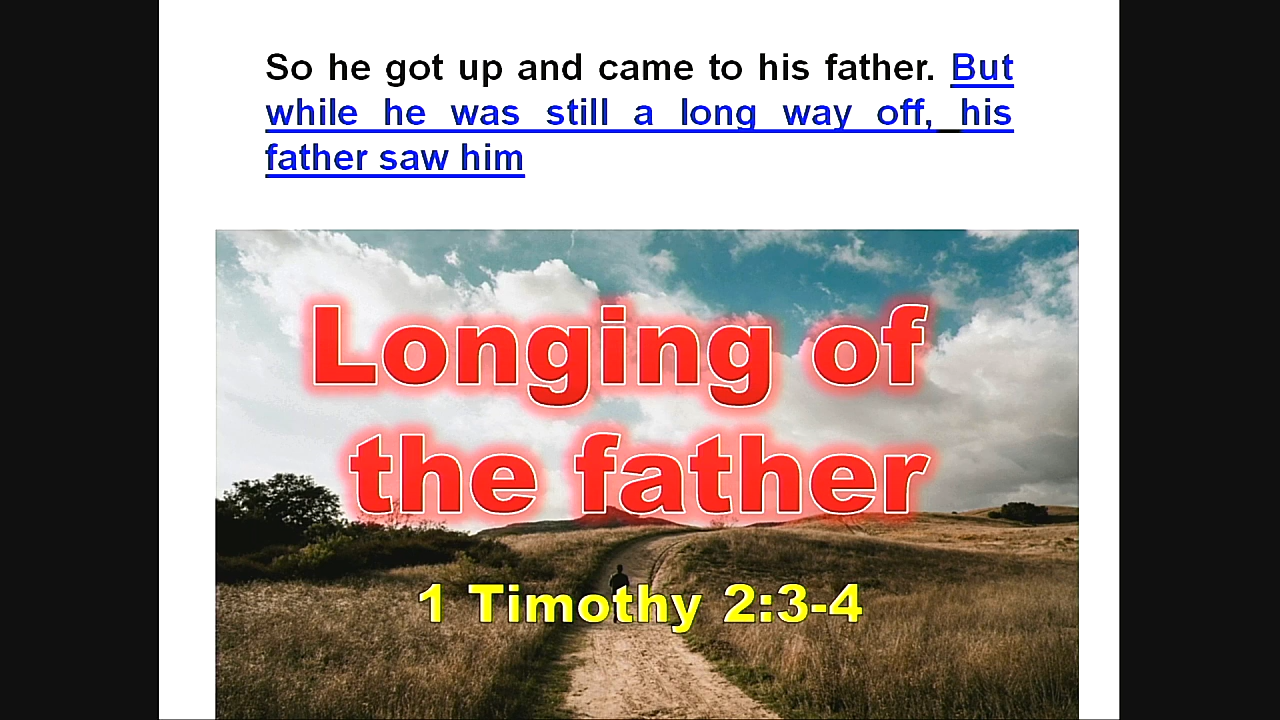 So he got up and came to his father. But
while he was still a long way off, his
father saw him
Longing of
the father
1 Timothy 2:3-4